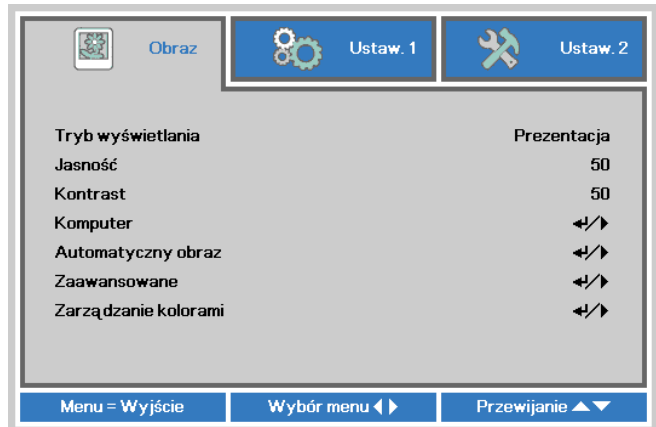 Obraz
Ustaw. 1
Ustaw. 2
Tryb wyświetlania Prezentacja
Jasność 50
Kontrast 50
Komputer ↵/▶
Automatyczny obraz ↵/▶
Zaawansowane ↵/▶
Zarządzanie kolorami ↵/▶
Menu = Wyjście
Wybór menu ◀ ▶
Przewijanie ▲▼